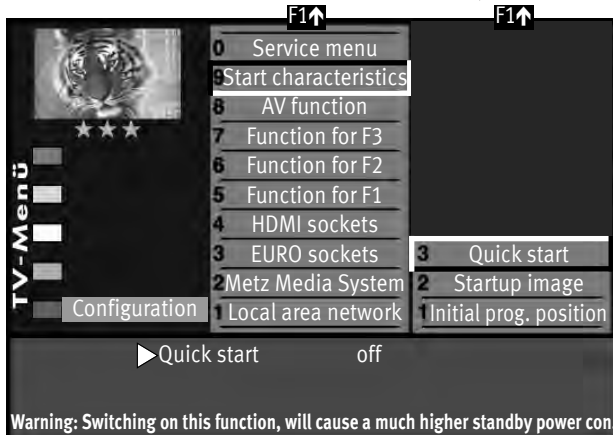 F1↑ F1↑
0 Service menu
9 Start characteristics
8 AV function
7 Function for F3
6 Function for F2
5 Function for F1
4 HDMI sockets
3 EURO sockets
2 Metz Media System
1 Local area network
3 Quick start
2 Startup image
1 Initial prog. position
TV-Menü
Configuration
Quick start off
Warning: Switching on this function, will cause a much higher standby power con